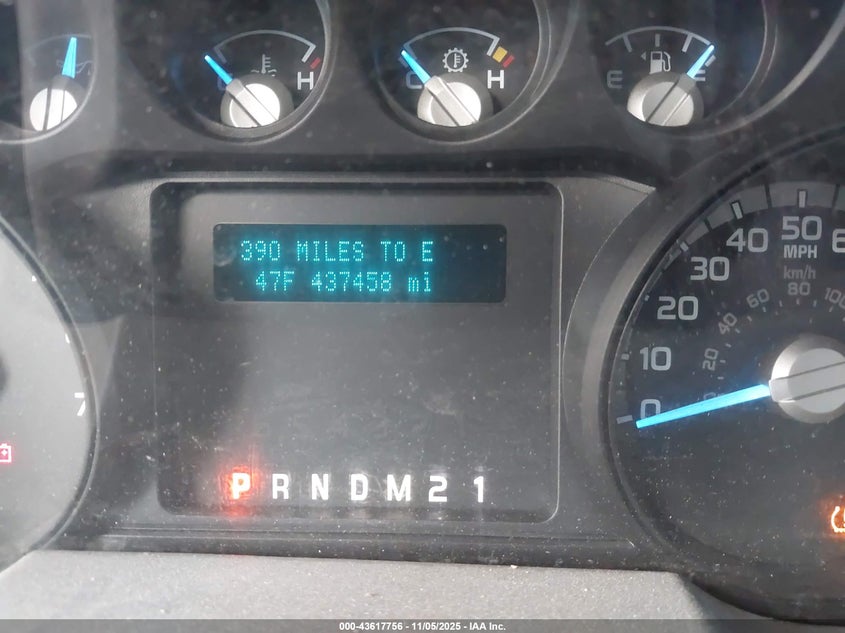 C H
C H
E F
390 MILES TO E
47F 437458 mi
0 10 20 30 40 50
MPH
km/h
20 40 60 80 100
7
P R N D M 2 1
000-43617756 - 11/05/2025 - IAA Inc.